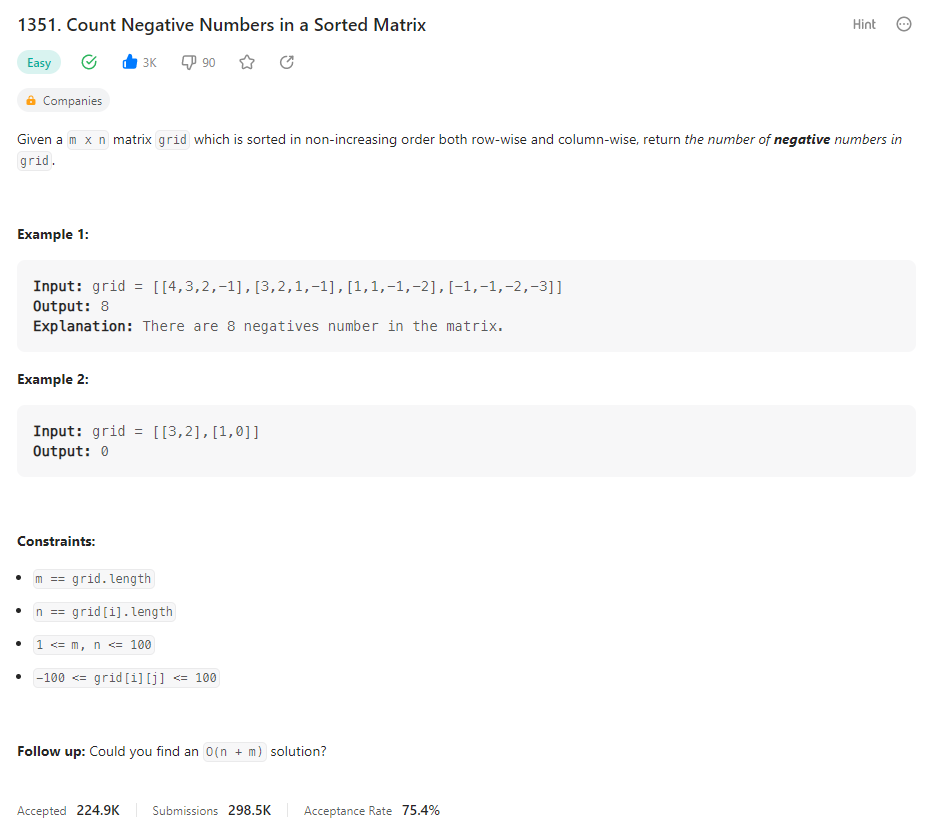 1351. Count Negative Numbers in a Sorted Matrix
Hint
Easy
3K
90
Companies
Given a m x n matrix grid which is sorted in non-increasing order both row-wise and column-wise, return the number of negative numbers in
grid.
Example 1:
Input: grid = [[4,3,2,-1],[3,2,1,-1],[1,1,-1,-2],[-1,-1,-2,-3]]
Output: 8
Explanation: There are 8 negatives number in the matrix.
Example 2:
Input: grid = [[3,2],[1,0]]
Output: 0
Constraints:
m == grid.length
n == grid[i].length
1 <= m, n <= 100
-100 <= grid[i][j] <= 100
Follow up: Could you find an O(n + m) solution?
Accepted 224.9K Submissions 298.5K Acceptance Rate 75.4%